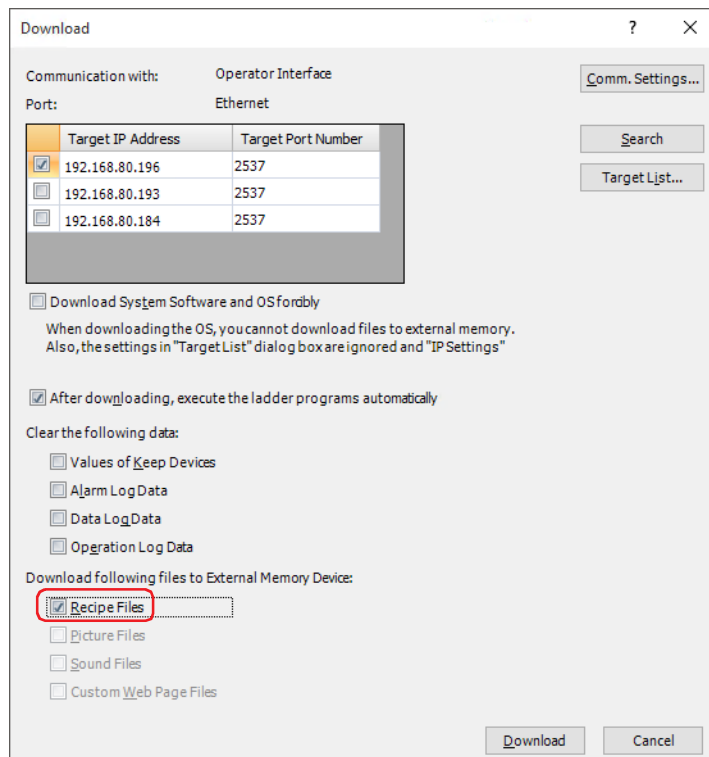 Download ? ✕
Communication with: Operator Interface Comm. Settings...
Port: Ethernet
Target IP Address Target Port Number Search
192.168.80.196 2537
Target List...
192.168.80.193 2537
192.168.80.184 2537
Download System Software and OS forcibly
When downloading the OS, you cannot download files to external memory.
Also, the settings in "Target List" dialog box are ignored and "IP Settings"
After downloading, execute the ladder programs automatically
Clear the following data:
Values of Keep Devices
Alarm Log Data
Data Log Data
Operation Log Data
Download following files to External Memory Device:
Recipe Files
Picture Files
Sound Files
Custom Web Page Files
Download Cancel